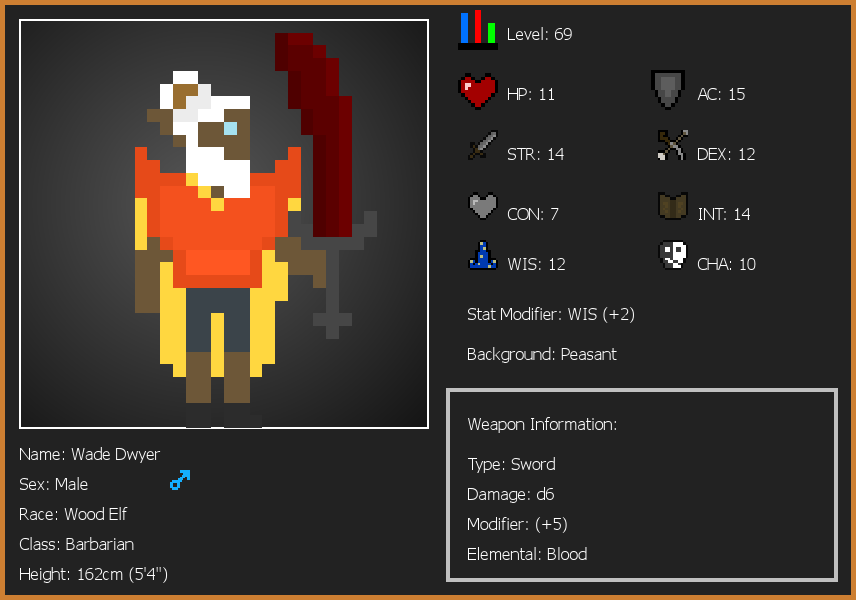 Level: 69
HP: 11
AC: 15
STR: 14
DEX: 12
CON: 7
INT: 14
WIS: 12
CHA: 10
Stat Modifier: WIS (+2)
Background: Peasant
Weapon Information:
Type: Sword
Damage: d6
Modifier: (+5)
Elemental: Blood
Name: Wade Dwyer
Sex: Male
Race: Wood Elf
Class: Barbarian
Height: 162cm (5'4")